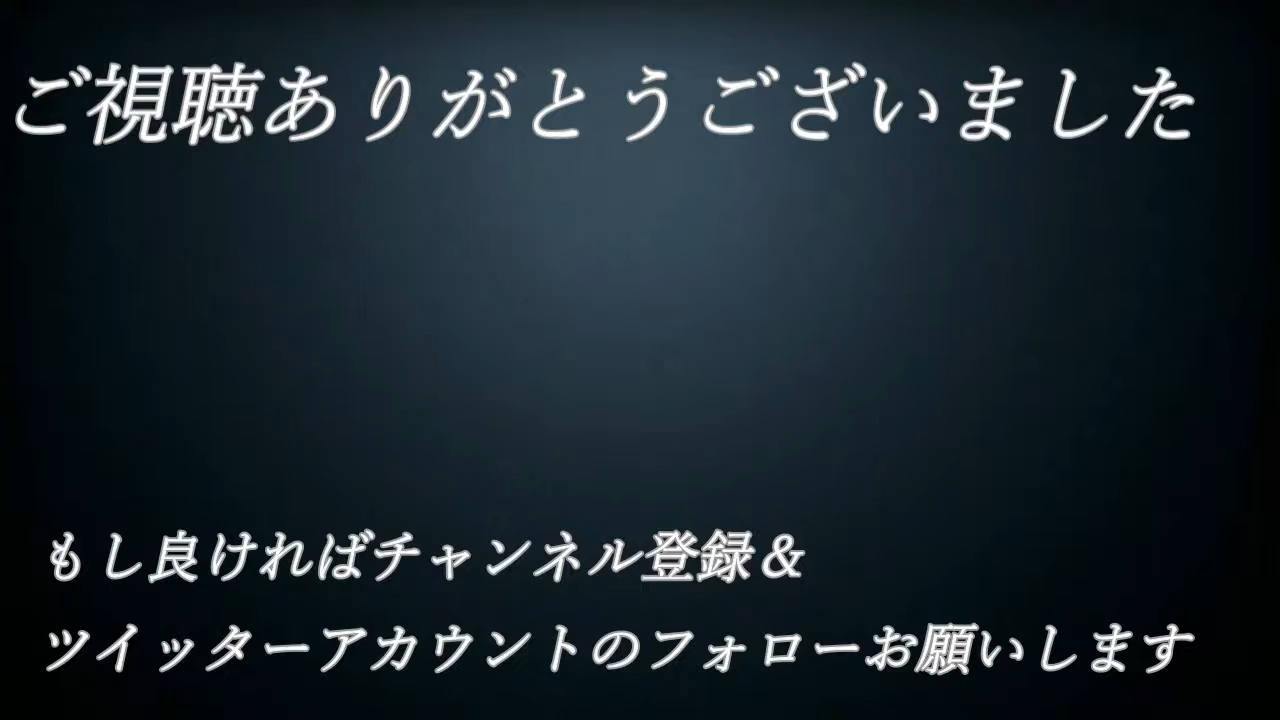 ご視聴ありがとうございました
もし良ければチャンネル登録＆
ツイッターアカウントのフォローお願いします